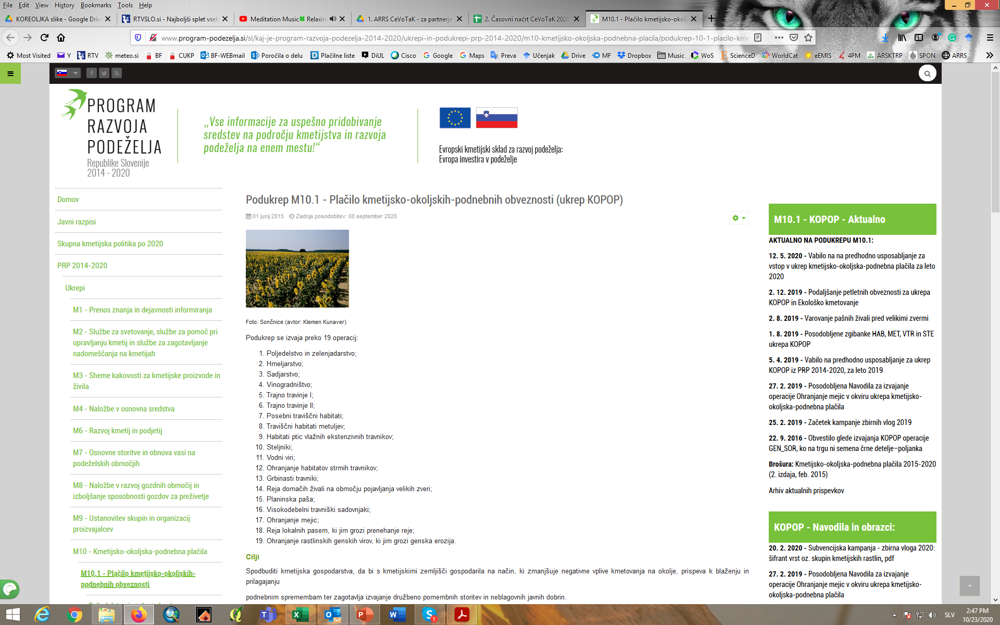 File Edit View History Bookmarks Tools Help
KOREOLJKA slike - Google Drive
RTVSLO.si - Najboljši splet vseb
Meditation Music Relaxing
1. ARRS CeVoTaK - za partnerje
2. Časovni načrt CeVoTaK 2020
M10.1 - Plačilo kmetijsko-okolj
www.program-podezelja.si/sl/kaj-je-program-razvoja-podezelja-2014-2020/ukrepi-in-podukrepi-prp-2014-2020/m10-kmetijsko-okoljska-podnebna-placila/podukrep-10-1-placilo-kme
Most Visited Y RTV meteo.si BF CUKP BF-WEBmail Poročila o delu Plačilne liste DiUL Cisco Google Maps Preva Učenjak Drive MF Dropbox Music WoS ScienceD WorldCat eEMIS 4PM ARSKTRP SPON ARRS
PROGRAM
RAZVOJA
PODEŽELJA
Republike Slovenije
2014 - 2020
„Vse informacije za uspešno pridobivanje
sredstev na področju kmetijstva in razvoja
podeželja na enem mestu!“
Evropski kmetijski sklad za razvoj podeželja:
Evropa investira v podeželje
Domov
Javni razpisi
Skupna kmetijska politika po 2020
PRP 2014-2020
Ukrepi
M1 - Prenos znanja in dejavnosti informiranja
M2 - Službe za svetovanje, službe za pomoč pri
upravljanju kmetij in službe za zagotavljanje
nadomeščanja na kmetijah
M3 - Sheme kakovosti za kmetijske proizvode in
živila
M4 - Naložbe v osnovna sredstva
M6 - Razvoj kmetij in podjetij
M7 - Osnovne storitve in obnova vasi na
podeželskih območjih
M8 - Naložbe v razvoj gozdnih območij in
izboljšanje sposobnosti gozdov za preživetje
M9 - Ustanovitev skupin in organizacij
proizvajalcev
M10 - Kmetijsko-okoljska-podnebna plačila
M10.1 - Plačilo kmetijsko-okoljskih-
podnebnih obveznosti
Podukrep M10.1 - Plačilo kmetijsko-okoljskih-podnebnih obveznosti (ukrep KOPOP)
01 junij 2015 Zadnja posodobitev: 08 september 2020
Foto: Sončnice (avtor: Klemen Kunaver)
Podukrep se izvaja preko 19 operacij:
1. Poljedelstvo in zelenjadarstvo;
2. Hmeljarstvo;
3. Sadjarstvo;
4. Vinogradništvo;
5. Trajno travinje I;
6. Trajno travinje II;
7. Posebni traviščni habitati;
8. Traviščni habitati metuljev;
9. Habitati ptic vlažnih ekstenzivnih travnikov;
10. Steljniki;
11. Vodni viri;
12. Ohranjanje habitatov strmih travnikov;
13. Grbinasti travniki;
14. Reja domačih živali na območju pojavljanja velikih zveri;
15. Planinska paša;
16. Visokodebelni travniški sadovnjaki;
17. Ohranjanje mejic;
18. Reja lokalnih pasem, ki jim grozi prenehanje reje;
19. Ohranjanje rastlinskih genskih virov, ki jim grozi genska erozija.
Cilji
Spodbuditi kmetijska gospodarstva, da bi s kmetijskimi zemljišči gospodarila na način, ki zmanjšuje negativne vplive kmetovanja na okolje, prispeva k blaženju in
prilagajanju
podnebnim spremembam ter zagotavlja izvajanje družbeno pomembnih storitev in neblagovnih javnih dobrin.
M10.1 - KOPOP - Aktualno
AKTUALNO NA PODUKREPU M10.1:
12. 5. 2020 - Vabilo na na predhodno usposabljanje za
vstop v ukrep kmetijsko-okoljska-podnebna plačila za leto
2020
2. 12. 2019 - Podaljšanje petletnih obveznosti za ukrepa
KOPOP in Ekološko kmetovanje
2. 8. 2019 - Varovanje pašnih živali pred velikimi zvermi
1. 8. 2019 - Posodobljene zgibanke HAB, MET, VTR in STE
ukrepa KOPOP
5. 4. 2019 - Vabilo na predhodno usposabljanje za ukrep
KOPOP iz PRP 2014-2020, za leto 2019
27. 2. 2019 - Posodobljena Navodila za izvajanje
operacije Ohranjanje mejic v okviru ukrepa kmetijsko-
okoljska-podnebna plačila
25. 2. 2019 - Začetek kampanje zbirnih vlog 2019
22. 9. 2016 - Obvestilo glede izvajanja KOPOP operacije
GEN_SOR, ko na trgu ni semena črne detelje–poljanka
Brošura: Kmetijsko-okoljska-podnebna plačila 2015-2020
(2. izdaja, feb. 2015)
Arhiv aktualnih prispevkov
KOPOP - Navodila in obrazci:
20. 2. 2020 - Subvencijska kampanja - zbirna vloga 2020:
šifrant vrst oz. skupin kmetijskih rastlin, pdf
27. 2. 2019 - Posodobljena Navodila za izvajanje
operacije Ohranjanje mejic v okviru ukrepa kmetijsko-
okoljska-podnebna plačila
SLV
2:47 PM
10/23/2020